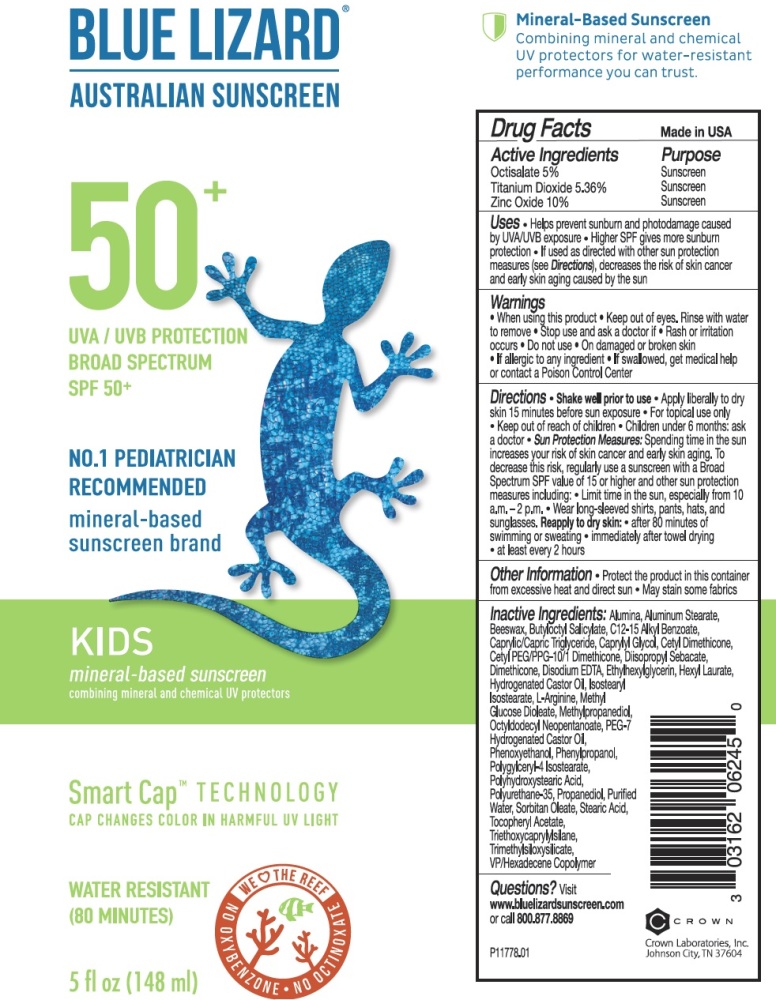 BLUE LIZARD®
AUSTRALIAN SUNSCREEN
50+
UVA / UVB PROTECTION
BROAD SPECTRUM
SPF 50+
NO.1 PEDIATRICIAN
RECOMMENDED
mineral-based
sunscreen brand
KIDS
mineral-based sunscreen
combining mineral and chemical UV protectors
Smart Cap™ TECHNOLOGY
CAP CHANGES COLOR IN HARMFUL UV LIGHT
WATER RESISTANT
(80 MINUTES)
5 fl oz (148 ml)
WE ♡ THE REEF
NO OXYBENZONE • NO OCTINOXATE
Mineral-Based Sunscreen
Combining mineral and chemical
UV protectors for water-resistant
performance you can trust.
Drug Facts Made in USA
Active Ingredients Purpose
Octisalate 5% Sunscreen
Titanium Dioxide 5.36% Sunscreen
Zinc Oxide 10% Sunscreen
Uses • Helps prevent sunburn and photodamage caused
by UVA/UVB exposure • Higher SPF gives more sunburn
protection • If used as directed with other sun protection
measures (see Directions), decreases the risk of skin cancer
and early skin aging caused by the sun
Warnings
• When using this product • Keep out of eyes. Rinse with water
to remove • Stop use and ask a doctor if • Rash or irritation
occurs • Do not use • On damaged or broken skin
• If allergic to any ingredient • If swallowed, get medical help
or contact a Poison Control Center
Directions • Shake well prior to use • Apply liberally to dry
skin 15 minutes before sun exposure • For topical use only
• Keep out of reach of children • Children under 6 months: ask
a doctor • Sun Protection Measures: Spending time in the sun
increases your risk of skin cancer and early skin aging. To
decrease this risk, regularly use a sunscreen with a Broad
Spectrum SPF value of 15 or higher and other sun protection
measures including: • Limit time in the sun, especially from 10
a.m. – 2 p.m. • Wear long-sleeved shirts, pants, hats, and
sunglasses. Reapply to dry skin: • after 80 minutes of
swimming or sweating • immediately after towel drying
• at least every 2 hours
Other Information • Protect the product in this container
from excessive heat and direct sun • May stain some fabrics
Inactive Ingredients: Alumina, Aluminum Stearate,
Beeswax, Butyloctyl Salicylate, C12-15 Alkyl Benzoate,
Caprylic/Capric Triglyceride, Caprylyl Glycol, Cetyl Dimethicone,
Cetyl PEG/PPG-10/1 Dimethicone, Diisopropyl Sebacate,
Dimethicone, Disodium EDTA, Ethylhexylglycerin, Hexyl Laurate,
Hydrogenated Castor Oil, Isostearyl
Isostearate, L-Arginine, Methyl
Glucose Dioleate, Methylpropanediol,
Octyldodecyl Neopentanoate, PEG-7
Hydrogenated Castor Oil,
Phenoxyethanol, Phenylpropanol,
Polygylceryl-4 Isostearate,
Polyhydroxystearic Acid,
Polyurethane-35, Propanediol, Purified
Water, Sorbitan Oleate, Stearic Acid,
Tocopheryl Acetate,
Triethoxycaprylylsilane,
Trimethylsiloxysilicate,
VP/Hexadecene Copolymer
3 03162 06245 0
Questions? Visit
www.bluelizardsunscreen.com
or call 800.877.8869
P11778.01
CROWN
Crown Laboratories, Inc.
Johnson City, TN 37604